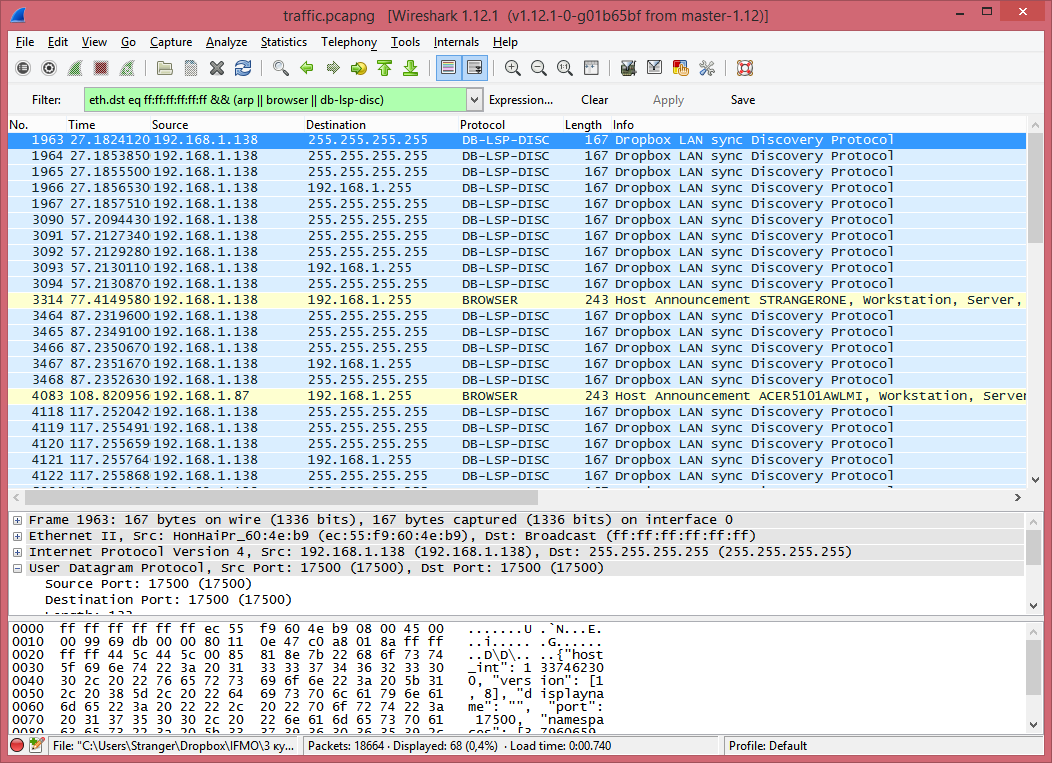 traffic.pcapng [Wireshark 1.12.1 (v1.12.1-0-g01b65bf from master-1.12)]
File Edit View Go Capture Analyze Statistics Telephony Tools Internals Help
Filter: eth.dst eq ff:ff:ff:ff:ff:ff && (arp || browser || db-lsp-disc) Expression... Clear Apply Save
No. Time Source Destination Protocol Length Info
1963 27.1824120 192.168.1.138 255.255.255.255 DB-LSP-DISC 167 Dropbox LAN sync Discovery Protocol
1964 27.1853850 192.168.1.138 255.255.255.255 DB-LSP-DISC 167 Dropbox LAN sync Discovery Protocol
1965 27.1855500 192.168.1.138 255.255.255.255 DB-LSP-DISC 167 Dropbox LAN sync Discovery Protocol
1966 27.1856530 192.168.1.138 192.168.1.255 DB-LSP-DISC 167 Dropbox LAN sync Discovery Protocol
1967 27.1857510 192.168.1.138 255.255.255.255 DB-LSP-DISC 167 Dropbox LAN sync Discovery Protocol
3090 57.2094430 192.168.1.138 255.255.255.255 DB-LSP-DISC 167 Dropbox LAN sync Discovery Protocol
3091 57.2127340 192.168.1.138 255.255.255.255 DB-LSP-DISC 167 Dropbox LAN sync Discovery Protocol
3092 57.2129280 192.168.1.138 255.255.255.255 DB-LSP-DISC 167 Dropbox LAN sync Discovery Protocol
3093 57.2130110 192.168.1.138 192.168.1.255 DB-LSP-DISC 167 Dropbox LAN sync Discovery Protocol
3094 57.2130870 192.168.1.138 255.255.255.255 DB-LSP-DISC 167 Dropbox LAN sync Discovery Protocol
3314 77.4149580 192.168.1.138 192.168.1.255 BROWSER 243 Host Announcement STRANGERONE, Workstation, Server,
3464 87.2319600 192.168.1.138 255.255.255.255 DB-LSP-DISC 167 Dropbox LAN sync Discovery Protocol
3465 87.2349100 192.168.1.138 255.255.255.255 DB-LSP-DISC 167 Dropbox LAN sync Discovery Protocol
3466 87.2350670 192.168.1.138 255.255.255.255 DB-LSP-DISC 167 Dropbox LAN sync Discovery Protocol
3467 87.2351670 192.168.1.138 192.168.1.255 DB-LSP-DISC 167 Dropbox LAN sync Discovery Protocol
3468 87.2352630 192.168.1.138 255.255.255.255 DB-LSP-DISC 167 Dropbox LAN sync Discovery Protocol
4083 108.820956 192.168.1.87 192.168.1.255 BROWSER 243 Host Announcement ACER5101AWLMI, Workstation, Server
4118 117.252042 192.168.1.138 255.255.255.255 DB-LSP-DISC 167 Dropbox LAN sync Discovery Protocol
4119 117.255491 192.168.1.138 255.255.255.255 DB-LSP-DISC 167 Dropbox LAN sync Discovery Protocol
4120 117.255659 192.168.1.138 255.255.255.255 DB-LSP-DISC 167 Dropbox LAN sync Discovery Protocol
4121 117.255764 192.168.1.138 192.168.1.255 DB-LSP-DISC 167 Dropbox LAN sync Discovery Protocol
4122 117.255868 192.168.1.138 255.255.255.255 DB-LSP-DISC 167 Dropbox LAN sync Discovery Protocol
Frame 1963: 167 bytes on wire (1336 bits), 167 bytes captured (1336 bits) on interface 0
Ethernet II, Src: HonHaiPr_60:4e:b9 (ec:55:f9:60:4e:b9), Dst: Broadcast (ff:ff:ff:ff:ff:ff)
Internet Protocol Version 4, Src: 192.168.1.138 (192.168.1.138), Dst: 255.255.255.255 (255.255.255.255)
User Datagram Protocol, Src Port: 17500 (17500), Dst Port: 17500 (17500)
Source Port: 17500 (17500)
Destination Port: 17500 (17500)
0000 ff ff ff ff ff ff ec 55 f9 60 4e b9 08 00 45 00 .......U .`N...E.
0010 00 99 69 db 00 00 80 11 0e 47 c0 a8 01 8a ff ff ..i..... .G......
0020 ff ff 44 5c 44 5c 00 85 81 8e 7b 22 68 6f 73 74 ..D\D\.. ..{"host
0030 5f 69 6e 74 22 3a 20 31 33 33 37 34 36 32 33 30 _int": 1 33746230
0040 30 2c 20 22 76 65 72 73 69 6f 6e 22 3a 20 5b 31 0, "vers ion": [1
0050 2c 20 38 5d 2c 20 22 64 69 73 70 6c 61 79 6e 61 , 8], "d isplayna
0060 6d 65 22 3a 20 22 22 2c 20 22 70 6f 72 74 22 3a me": "", "port":
0070 20 31 37 35 30 30 2c 20 22 6e 61 6d 65 73 70 61 17500, "namespa
0080 63 65 73 22 3a 20 5b 33 37 39 36 30 36 35 39 2c ces": [3 7960659,
File: "C:\Users\Stranger\Dropbox\IFMO\3 ку... Packets: 18664 · Displayed: 68 (0,4%) · Load time: 0:00.740 Profile: Default